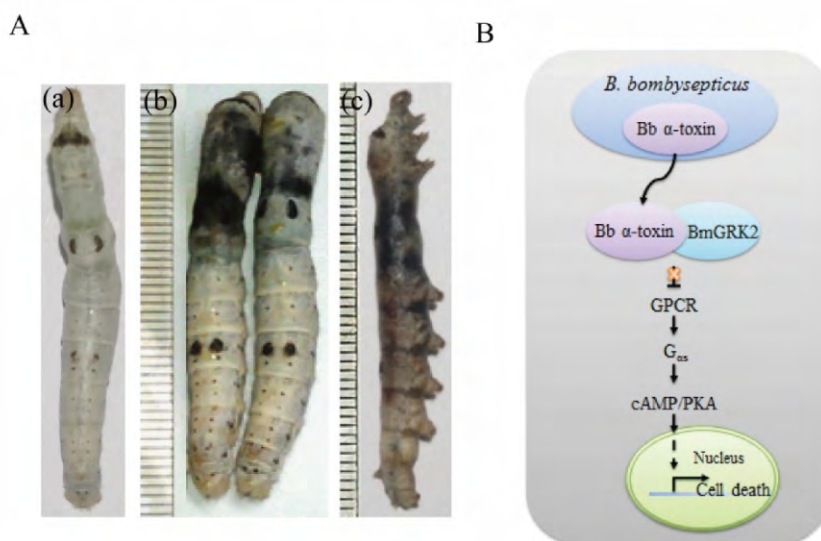 A
B
(a)
(b)
(c)
B. bombysepticus
Bb α-toxin
Bb α-toxin
BmGRK2
GPCR
Gαs
cAMP/PKA
Nucleus
Cell death